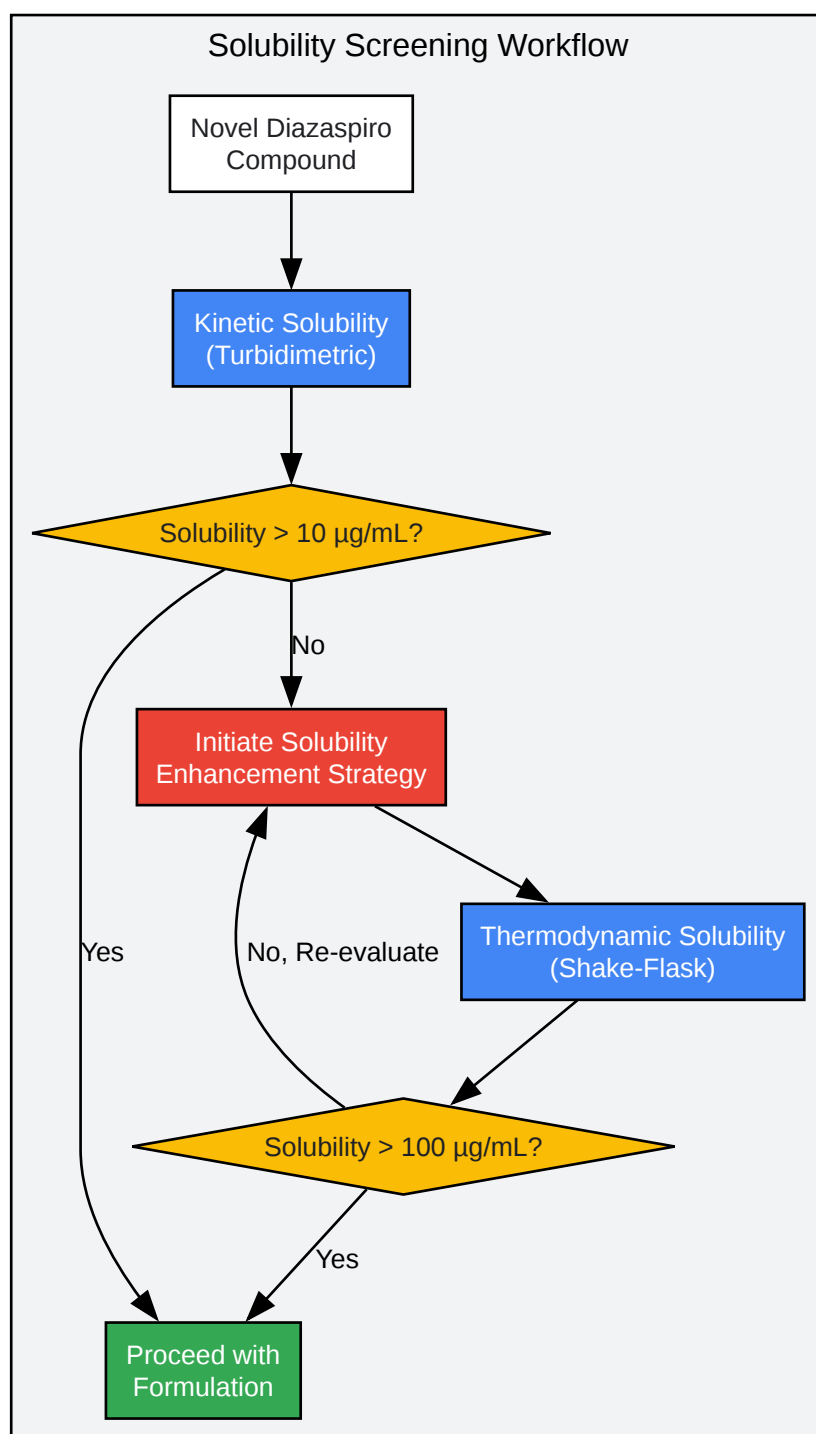 Solubility Screening Workflow
Novel Diazaspiro
Compound
Kinetic Solubility
(Turbidimetric)
Solubility > 10 µg/mL?
No
Initiate Solubility
Enhancement Strategy
Thermodynamic Solubility
(Shake-Flask)
Yes
No, Re-evaluate
Solubility > 100 µg/mL?
Yes
Proceed with
Formulation